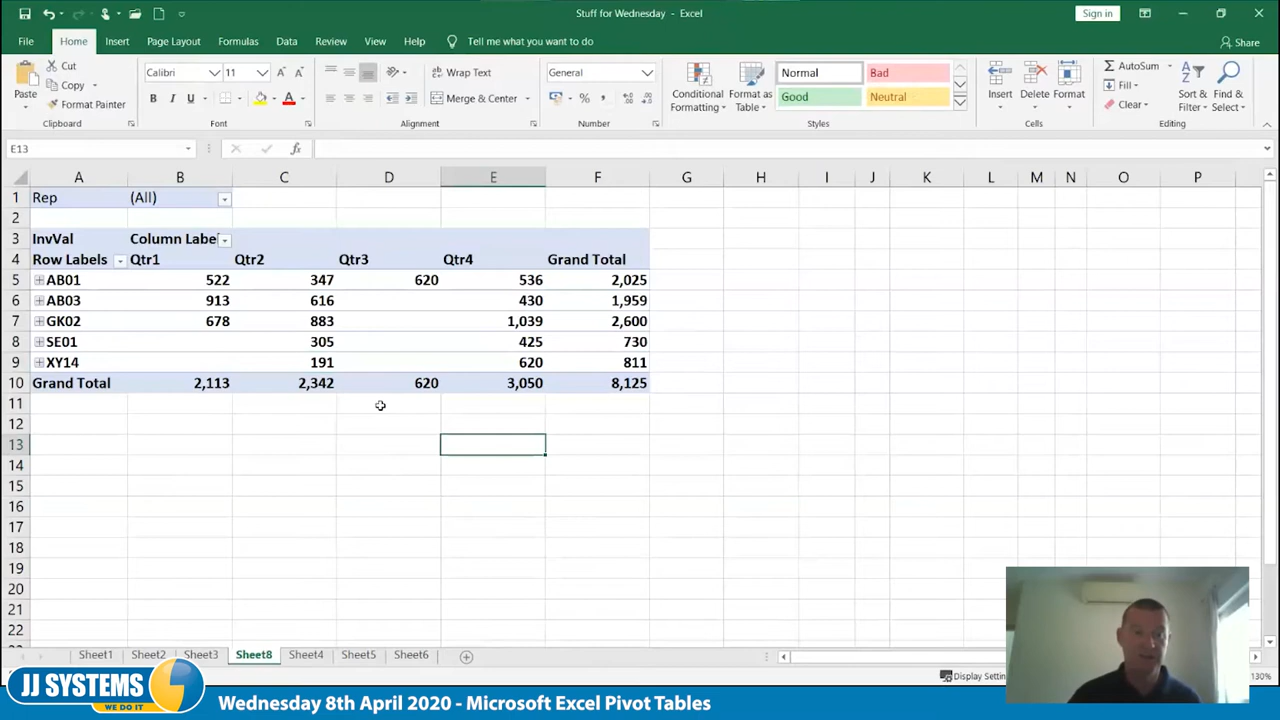 Stuff for Wednesday - Excel
Sign in
File Home Insert Page Layout Formulas Data Review View Help Tell me what you want to do Share
Paste
Cut
Copy
Format Painter
Calibri 11
B I U A
Wrap Text
Merge & Center
General
% ,
Conditional Formatting
Format as Table
Normal Bad
Good Neutral
Insert Delete Format
AutoSum
Fill
Clear
Sort & Filter
Find & Select
Clipboard Font Alignment Number Styles Cells Editing
E13 fx
A B C D E F G H I J K L M N O P
1 Rep (All)
2
3 InvVal Column Label
4 Row Labels Qtr1 Qtr2 Qtr3 Qtr4 Grand Total
5 AB01 522 347 620 536 2,025
6 AB03 913 616 430 1,959
7 GK02 678 883 1,039 2,600
8 SE01 305 425 730
9 XY14 191 620 811
10 Grand Total 2,113 2,342 620 3,050 8,125
11
12
13
14
15
16
17
18
19
20
21
22
Sheet1 Sheet2 Sheet3 Sheet8 Sheet4 Sheet5 Sheet6
Display 130%
JJ SYSTEMS
WE DO IT
Wednesday 8th April 2020 - Microsoft Excel Pivot Tables